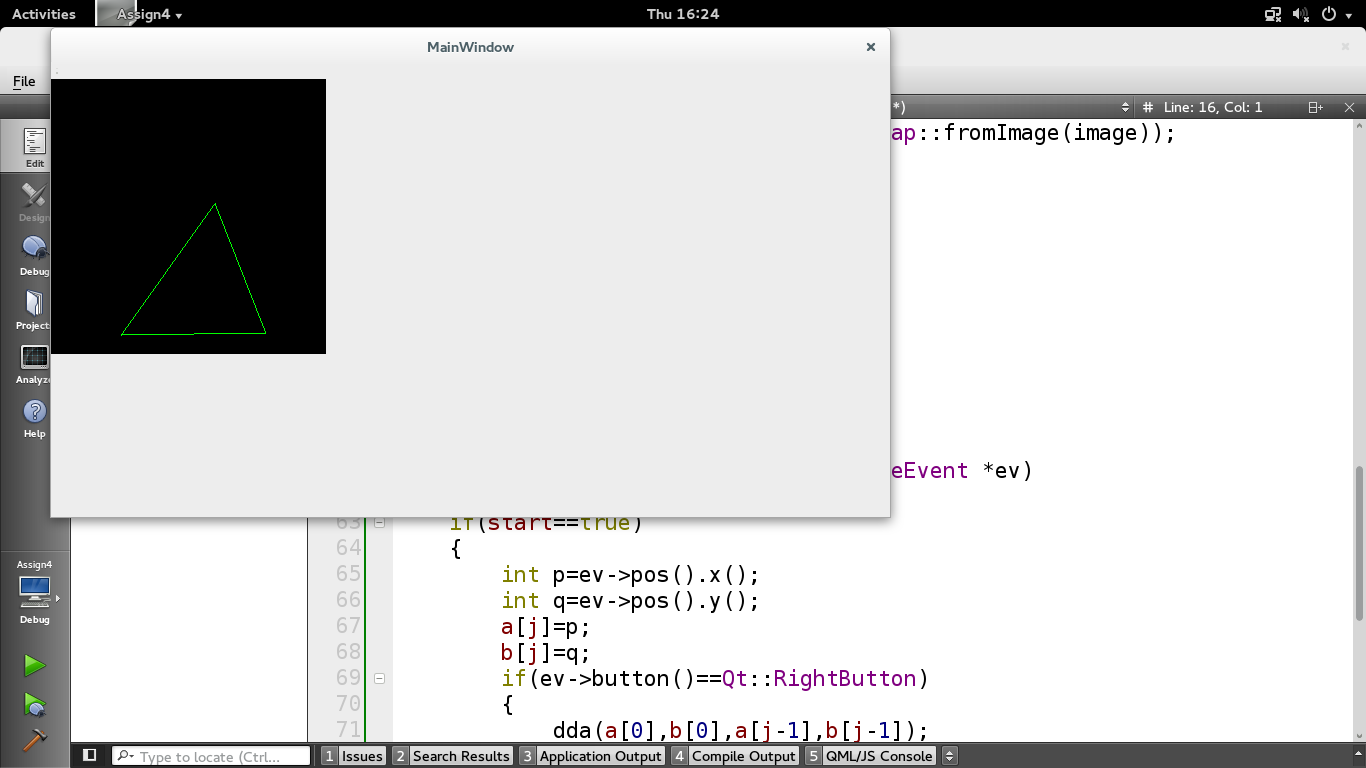 Activities Assign4 Thu 16:24
MainWindow
File
*) # Line: 16, Col: 1
ap::fromImage(image));
Edit
Design
Debug
Projects
Analyze
Help
eEvent *ev)
63 if(start==true)
64 {
65 int p=ev->pos().x();
66 int q=ev->pos().y();
67 a[j]=p;
68 b[j]=q;
69 if(ev->button()==Qt::RightButton)
70 {
71 dda(a[0],b[0],a[j-1],b[j-1]);
Assign4
Debug
Type to locate (Ctrl... 1 Issues 2 Search Results 3 Application Output 4 Compile Output 5 QML/JS Console